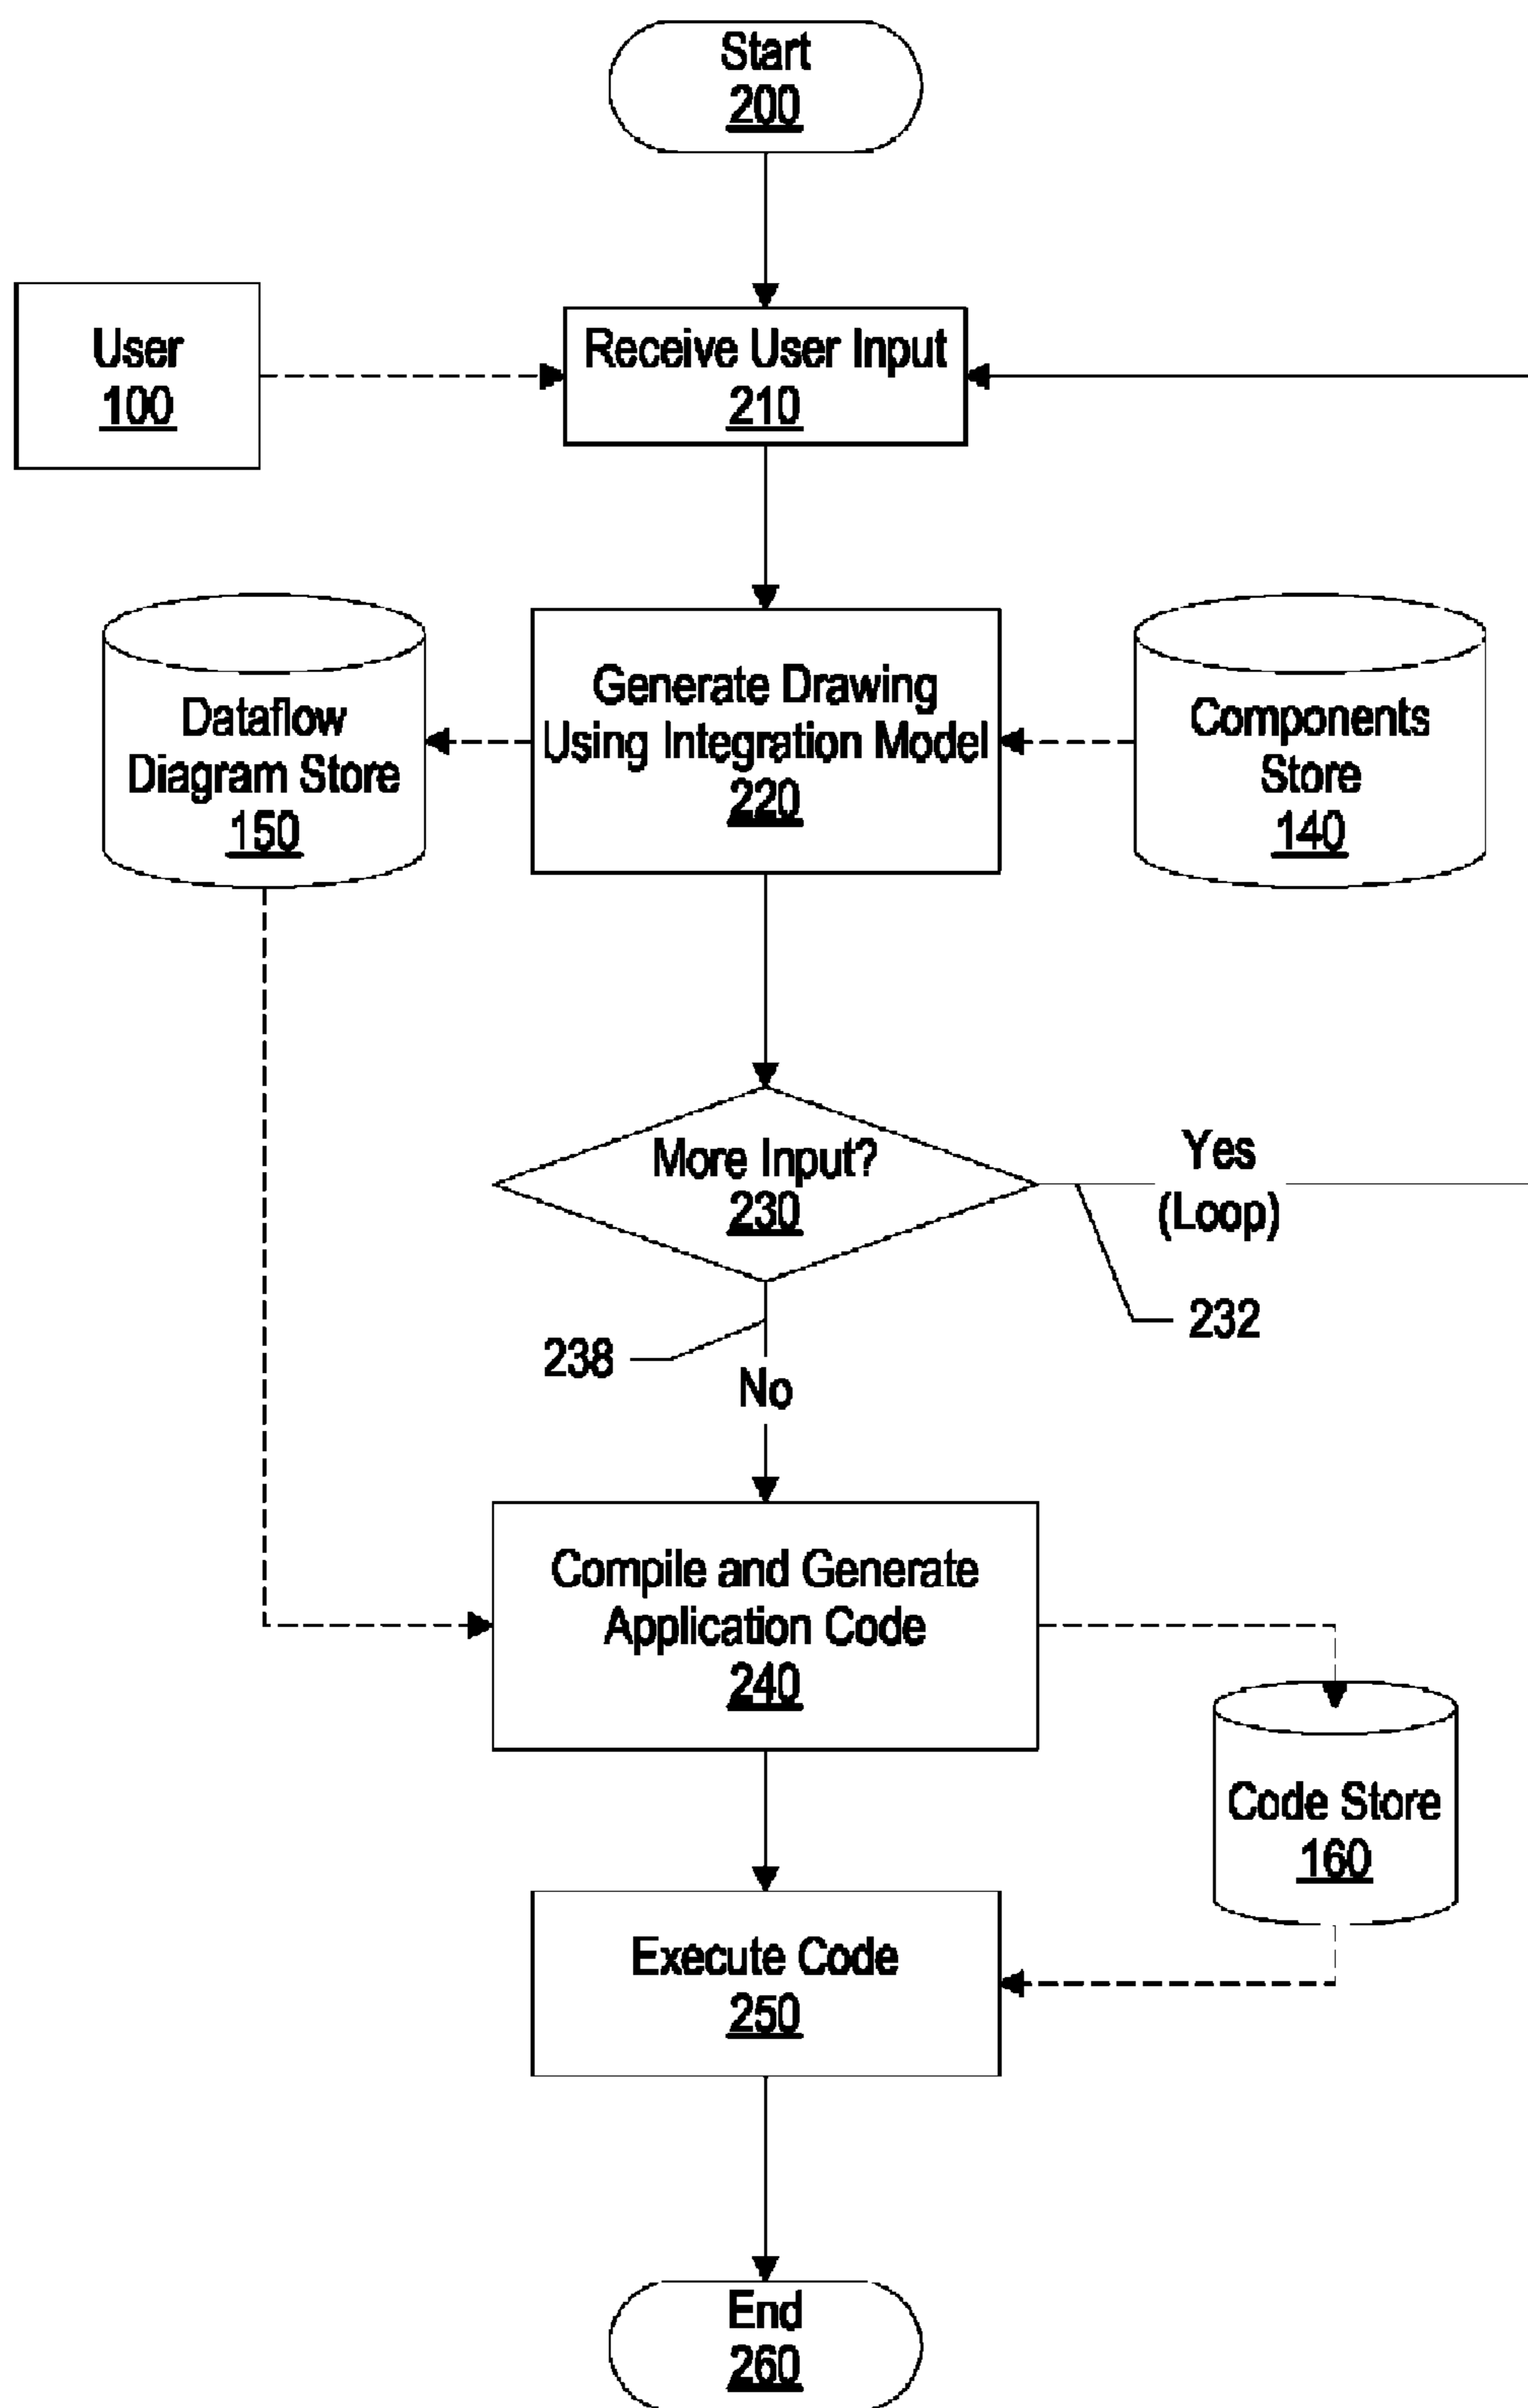 Start
200
User
100
Receive User Input
210
Dataflow
Diagram Store
150
Generate Drawing
Using Integration Model
220
Components
Store
140
More Input?
230
Yes
(Loop)
232
238
No
Compile and Generate
Application Code
240
Code Store
160
Execute Code
250
End
260